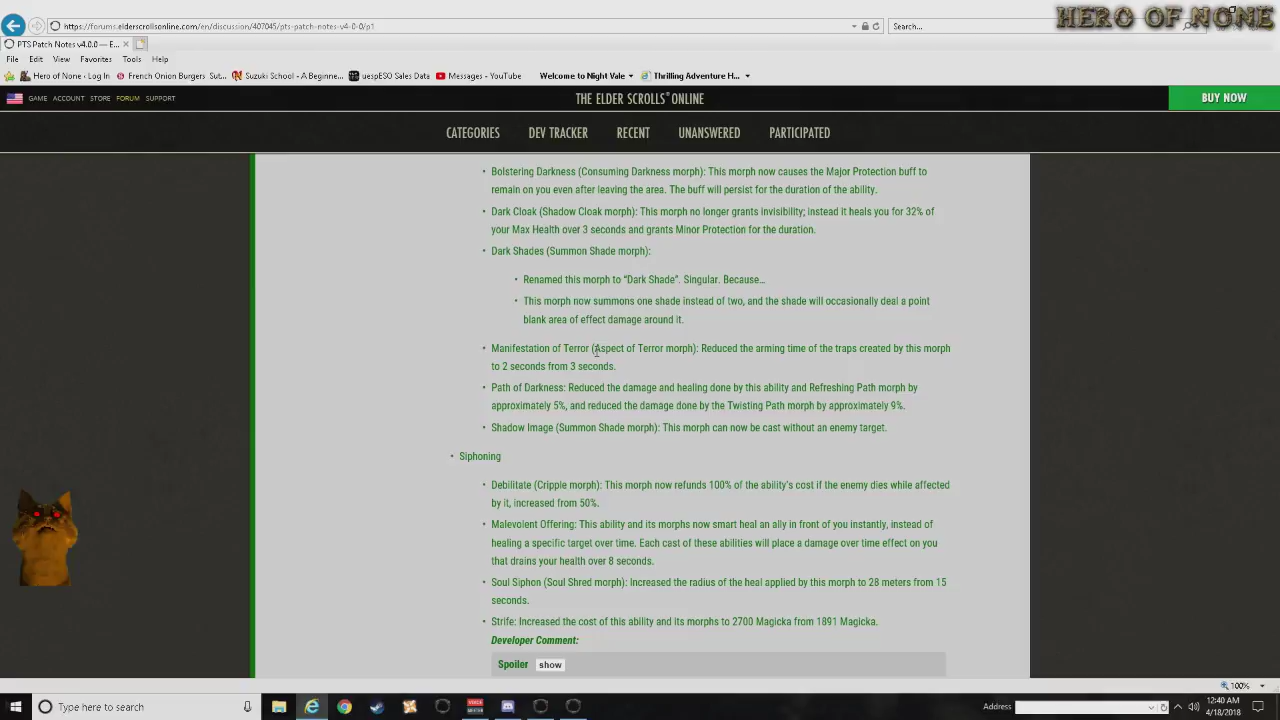 HERO OF NONE
https://forums.elderscrollsonline.com/en/discussion/407045/pts-patch-notes-v4-0-0/p1
Search...
PTS Patch Notes v4.0.0 — E...
File Edit View Favorites Tools Help
Hero of None - Log In French Onion Burgers Sut... Suzuki School - A Beginne... uespESO Sales Data Messages - YouTube Welcome to Night Vale Thrilling Adventure H...
GAME ACCOUNT STORE FORUM SUPPORT
THE ELDER SCROLLS ONLINE
BUY NOW
CATEGORIES DEV TRACKER RECENT UNANSWERED PARTICIPATED
Bolstering Darkness (Consuming Darkness morph): This morph now causes the Major Protection buff to
remain on you even after leaving the area. The buff will persist for the duration of the ability.
Dark Cloak (Shadow Cloak morph): This morph no longer grants invisibility; instead it heals you for 32% of
your Max Health over 3 seconds and grants Minor Protection for the duration.
Dark Shades (Summon Shade morph):
Renamed this morph to “Dark Shade”. Singular. Because…
This morph now summons one shade instead of two, and the shade will occasionally deal a point
blank area of effect damage around it.
Manifestation of Terror (Aspect of Terror morph): Reduced the arming time of the traps created by this morph
to 2 seconds from 3 seconds.
Path of Darkness: Reduced the damage and healing done by this ability and Refreshing Path morph by
approximately 5%, and reduced the damage done by the Twisting Path morph by approximately 9%.
Shadow Image (Summon Shade morph): This morph can now be cast without an enemy target.
Siphoning
Debilitate (Cripple morph): This morph now refunds 100% of the ability’s cost if the enemy dies while affected
by it, increased from 50%.
Malevolent Offering: This ability and its morphs now smart heal an ally in front of you instantly, instead of
healing a specific target over time. Each cast of these abilities will place a damage over time effect on you
that drains your health over 8 seconds.
Soul Siphon (Soul Shred morph): Increased the radius of the heal applied by this morph to 28 meters from 15
seconds.
Strife: Increased the cost of this ability and its morphs to 2700 Magicka from 1891 Magicka.
Developer Comment:
Spoiler show
100%
Type here to search
Address
12:40 AM
4/18/2018